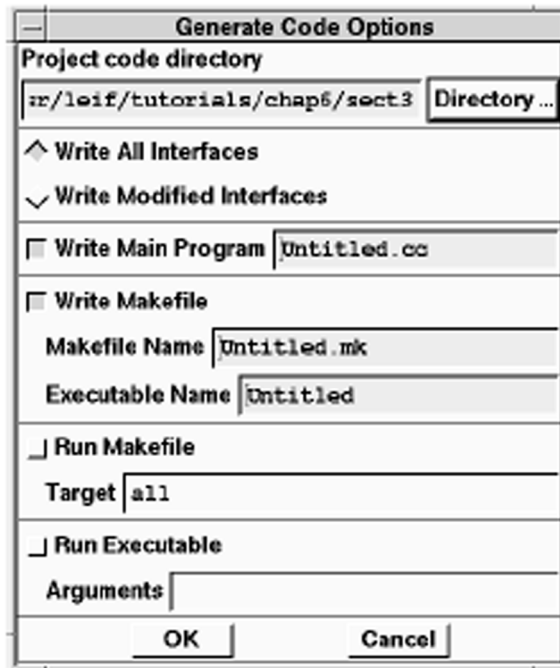 Generate Code Options
Project code directory
ır/leif/tutorials/chap6/sect3 Directory ...
Write All Interfaces
Write Modified Interfaces
Write Main Program Untitled.cc
Write Makefile
Makefile Name Untitled.mk
Executable Name Untitled
Run Makefile
Target all
Run Executable
Arguments
OK Cancel